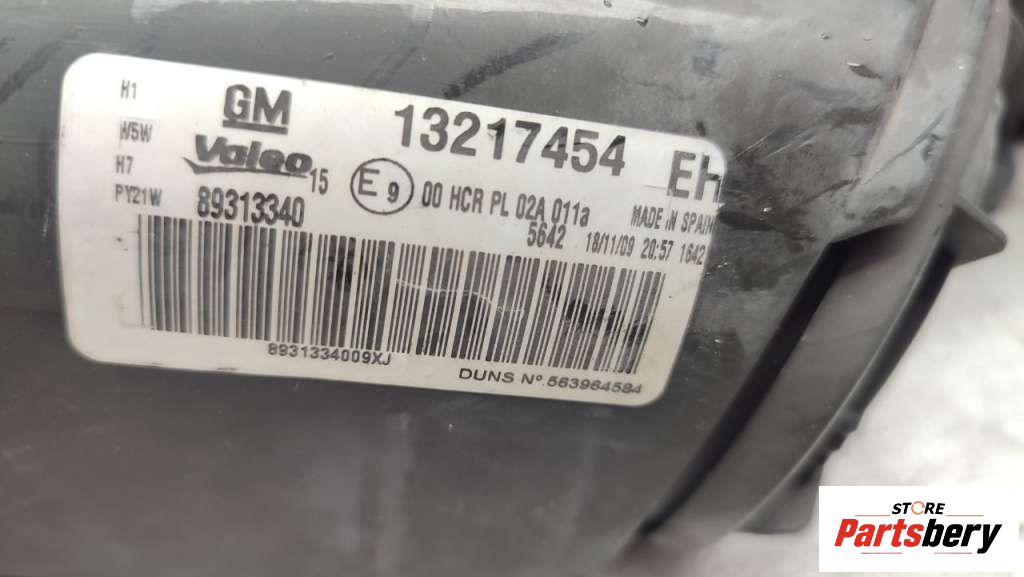 H1
W5W
H7
PY21W
GM
Valeo 15
89313340
13217454 EH
E 9 00 HCR PL 02A 011a MADE IN SPAIN
5642 18/11/09 20:57 1642
8931334009XJ
DUNS Nº 563964584
STORE
Partsbery